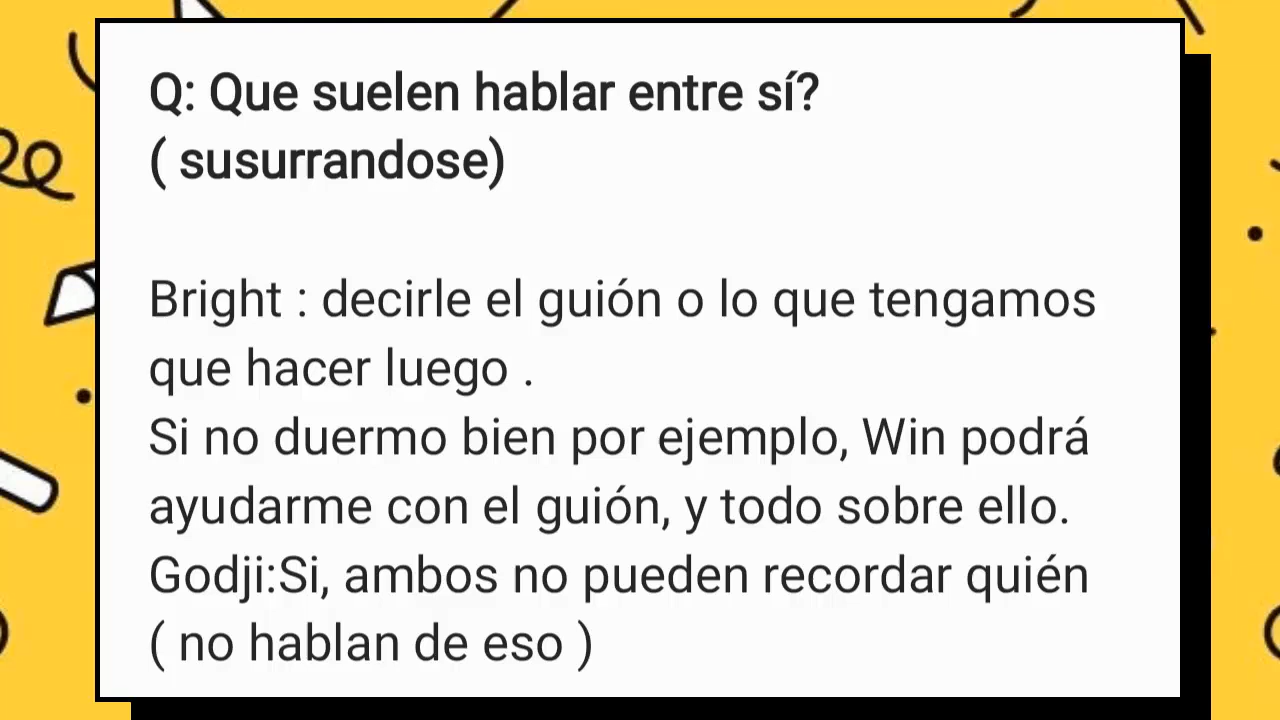 Q: Que suelen hablar entre sí?
( susurrandose)
Bright : decirle el guión o lo que tengamos
que hacer luego .
Si no duermo bien por ejemplo, Win podrá
ayudarme con el guión, y todo sobre ello.
Godji:Si, ambos no pueden recordar quién
( no hablan de eso )